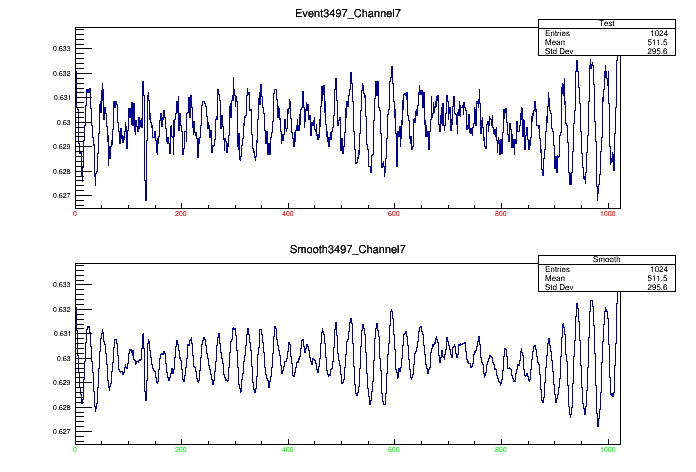 Event3497_Channel7
Test
Entries 1024
Mean 511.5
Std Dev 295.6
0.633
0.632
0.631
0.63
0.629
0.628
0.627
0 200 400 600 800 1000
Smooth3497_Channel7
Smooth
Entries 1024
Mean 511.5
Std Dev 295.6
0.633
0.632
0.631
0.63
0.629
0.628
0.627
0 200 400 600 800 1000